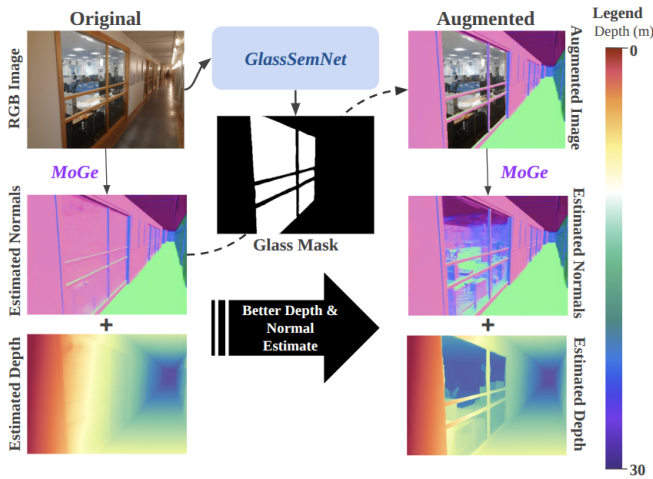 Original
Augmented
Legend
Depth (m)
0
RGB Image
GlassSemNet
Augmented Image
MoGe
Glass Mask
MoGe
Estimated Normals
Estimated Normals
Better Depth &
Normal
Estimate
+
+
Estimated Depth
Estimated Depth
30